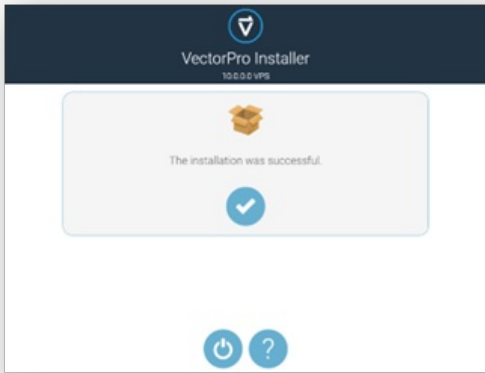 VectorPro Installer
10.0.0.0 VPS
The installation was successful.
?